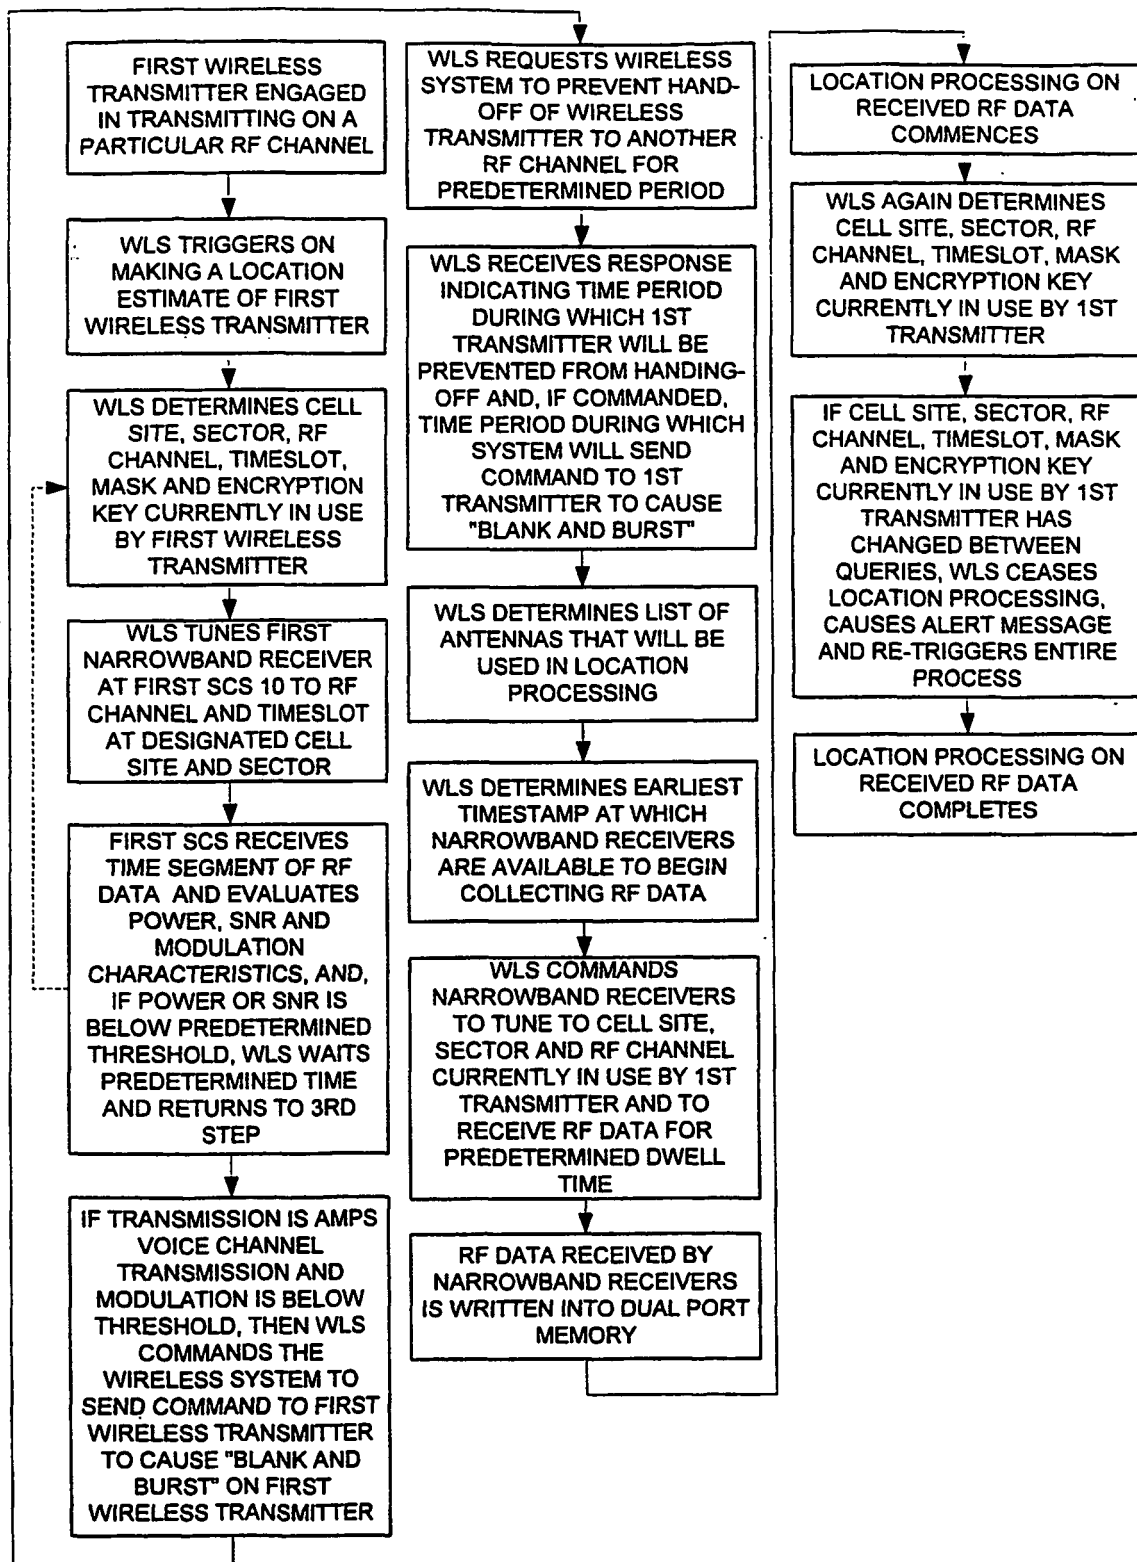 FIRST WIRELESS
TRANSMITTER ENGAGED
IN TRANSMITTING ON A
PARTICULAR RF CHANNEL
WLS TRIGGERS ON
MAKING A LOCATION
ESTIMATE OF FIRST
WIRELESS TRANSMITTER
WLS DETERMINES CELL
SITE, SECTOR, RF
CHANNEL, TIMESLOT,
MASK AND ENCRYPTION
KEY CURRENTLY IN USE
BY FIRST WIRELESS
TRANSMITTER
WLS TUNES FIRST
NARROWBAND RECEIVER
AT FIRST SCS 10 TO RF
CHANNEL AND TIMESLOT
AT DESIGNATED CELL
SITE AND SECTOR
FIRST SCS RECEIVES
TIME SEGMENT OF RF
DATA AND EVALUATES
POWER, SNR AND
MODULATION
CHARACTERISTICS, AND,
IF POWER OR SNR IS
BELOW PREDETERMINED
THRESHOLD, WLS WAITS
PREDETERMINED TIME
AND RETURNS TO 3RD
STEP
IF TRANSMISSION IS AMPS
VOICE CHANNEL
TRANSMISSION AND
MODULATION IS BELOW
THRESHOLD, THEN WLS
COMMANDS THE
WIRELESS SYSTEM TO
SEND COMMAND TO FIRST
WIRELESS TRANSMITTER
TO CAUSE "BLANK AND
BURST" ON FIRST
WIRELESS TRANSMITTER
WLS REQUESTS WIRELESS
SYSTEM TO PREVENT HAND-
OFF OF WIRELESS
TRANSMITTER TO ANOTHER
RF CHANNEL FOR
PREDETERMINED PERIOD
WLS RECEIVES RESPONSE
INDICATING TIME PERIOD
DURING WHICH 1ST
TRANSMITTER WILL BE
PREVENTED FROM HANDING-
OFF AND, IF COMMANDED,
TIME PERIOD DURING WHICH
SYSTEM WILL SEND
COMMAND TO 1ST
TRANSMITTER TO CAUSE
"BLANK AND BURST"
WLS DETERMINES LIST OF
ANTENNAS THAT WILL BE
USED IN LOCATION
PROCESSING
WLS DETERMINES EARLIEST
TIMESTAMP AT WHICH
NARROWBAND RECEIVERS
ARE AVAILABLE TO BEGIN
COLLECTING RF DATA
WLS COMMANDS
NARROWBAND RECEIVERS
TO TUNE TO CELL SITE,
SECTOR AND RF CHANNEL
CURRENTLY IN USE BY 1ST
TRANSMITTER AND TO
RECEIVE RF DATA FOR
PREDETERMINED DWELL
TIME
RF DATA RECEIVED BY
NARROWBAND RECEIVERS
IS WRITTEN INTO DUAL PORT
MEMORY
LOCATION PROCESSING ON
RECEIVED RF DATA
COMMENCES
WLS AGAIN DETERMINES
CELL SITE, SECTOR, RF
CHANNEL, TIMESLOT, MASK
AND ENCRYPTION KEY
CURRENTLY IN USE BY 1ST
TRANSMITTER
IF CELL SITE, SECTOR, RF
CHANNEL, TIMESLOT, MASK
AND ENCRYPTION KEY
CURRENTLY IN USE BY 1ST
TRANSMITTER HAS
CHANGED BETWEEN
QUERIES, WLS CEASES
LOCATION PROCESSING,
CAUSES ALERT MESSAGE
AND RE-TRIGGERS ENTIRE
PROCESS
LOCATION PROCESSING ON
RECEIVED RF DATA
COMPLETES